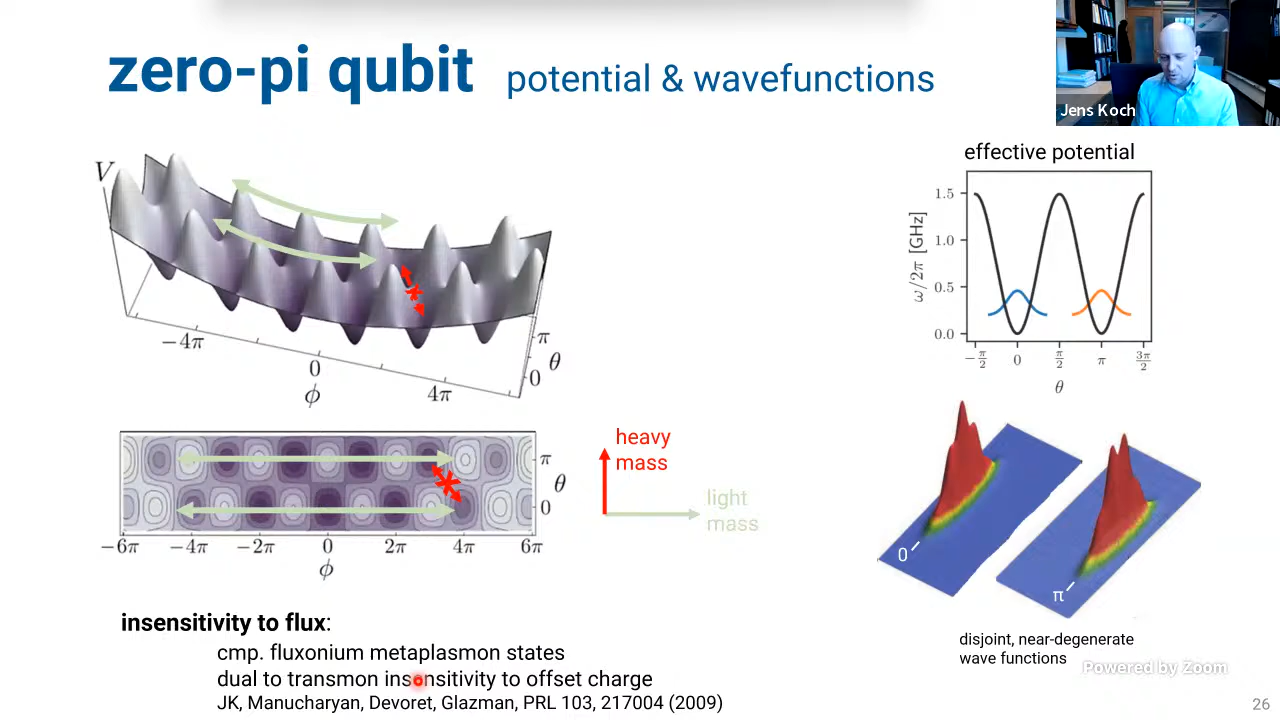 zero-pi qubit potential & wavefunctions
Jens Koch
V
−4π
0
ϕ
4π
π
θ
0
π
θ
0
−6π −4π −2π 0 2π 4π 6π
ϕ
heavy
mass
light
mass
effective potential
1.5
1.0
0.5
0.0
ω/2π [GHz]
−π/2 0 π/2 π 3π/2
θ
0
π
disjoint, near-degenerate
wave functions
insensitivity to flux:
cmp. fluxonium metaplasmon states
dual to transmon insensitivity to offset charge
JK, Manucharyan, Devoret, Glazman, PRL 103, 217004 (2009)
Powered by Zoom
26